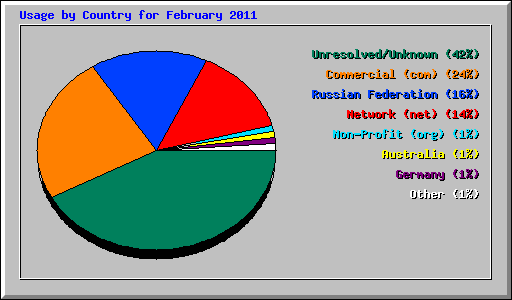 Usage by Country for February 2011
Unresolved/Unknown (42%)
Commercial (com) (24%)
Russian Federation (16%)
Network (net) (14%)
Non-Profit (org) (1%)
Australia (1%)
Germany (1%)
Other (1%)